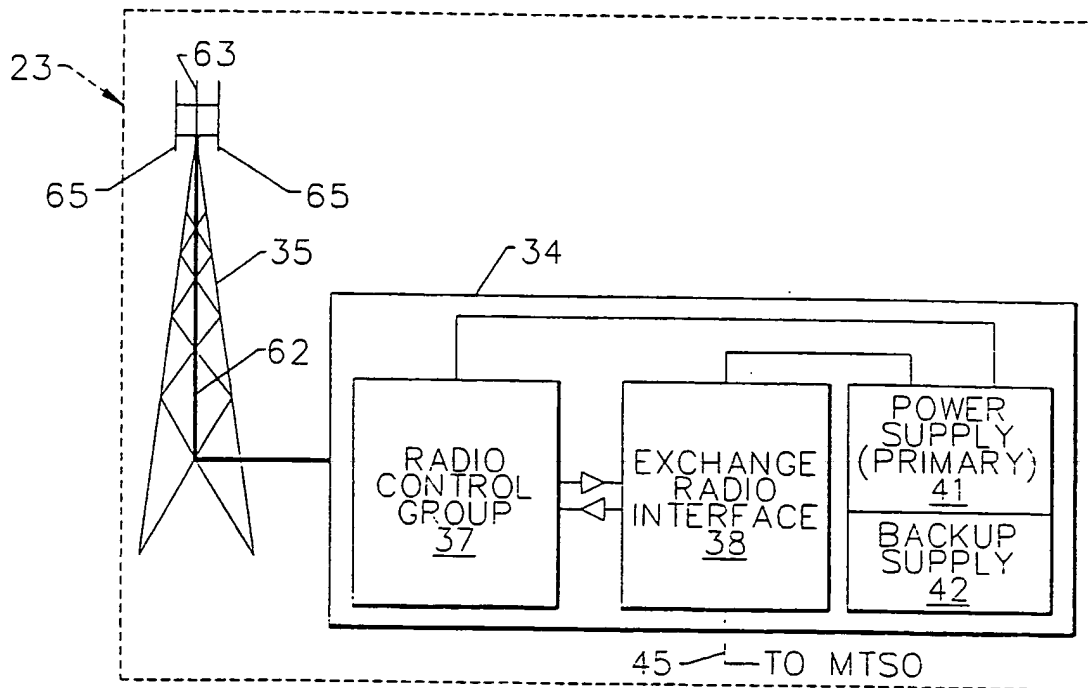 63
23
65
65
35
34
62
RADIO
CONTROL
GROUP
37
EXCHANGE
RADIO
INTERFACE
38
POWER
SUPPLY
(PRIMARY)
41
BACKUP
SUPPLY
42
45
TO MTSO